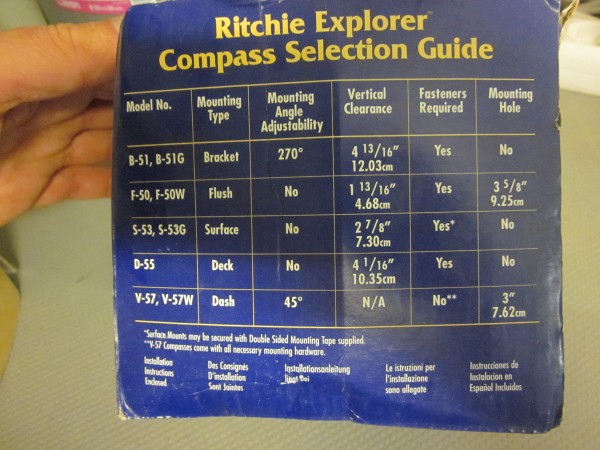 Ritchie Explorer™
Compass Selection Guide
Model No. Mounting Type Mounting Angle Adjustability Vertical Clearance Fasteners Required Mounting Hole
B-51, B-51G Bracket 270° 4 13/16" 12.03cm Yes No
F-50, F-50W Flush No 1 13/16" 4.68cm Yes 3 5/8" 9.25cm
S-53, S-53G Surface No 2 7/8" 7.30cm Yes* No
D-55 Deck No 4 1/16" 10.35cm Yes No
V-57, V-57W Dash 45° N/A No** 3" 7.62cm
*Surface Mounts may be secured with Double Sided Mounting Tape supplied.
**V-57 Compasses come with all necessary mounting hardware.
Installation
Instructions
Enclosed
Des Consignés
D'installation
Sont Jointes
Installationsanleitung
Le istruzioni per
l'installazione
sono allegate
Instrucciones de
Instalacion en
Español Incluidas